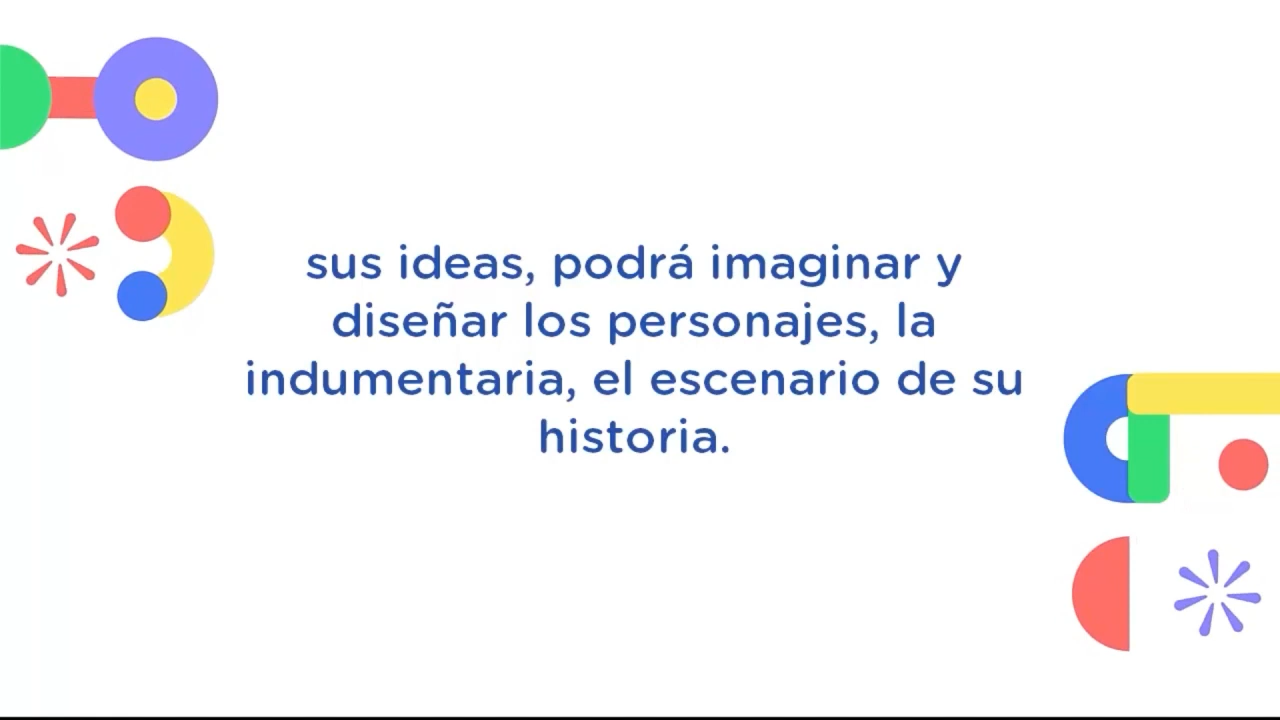 sus ideas, podrá imaginar y
diseñar los personajes, la
indumentaria, el escenario de su
historia.